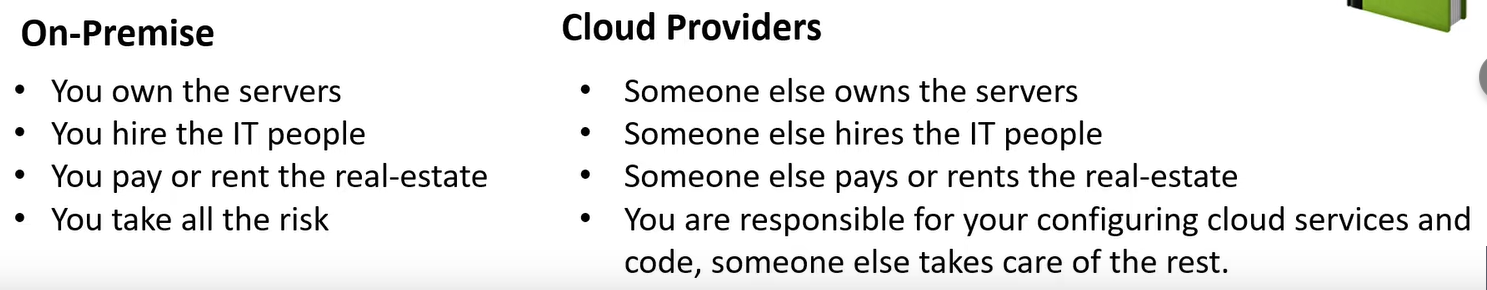 On-Premise
• You own the servers
• You hire the IT people
• You pay or rent the real-estate
• You take all the risk
Cloud Providers
• Someone else owns the servers
• Someone else hires the IT people
• Someone else pays or rents the real-estate
• You are responsible for your configuring cloud services and
code, someone else takes care of the rest.